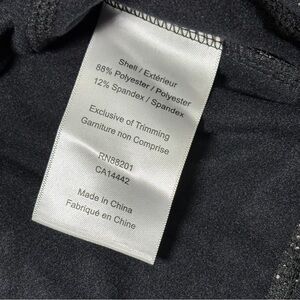 Shell / Extérieur
88% Polyester / Polyester
12% Spandex / Spandex
Exclusive of Trimming
Garniture non Comprise
RN88201
CA14442
Made in China
Fabriqué en Chine